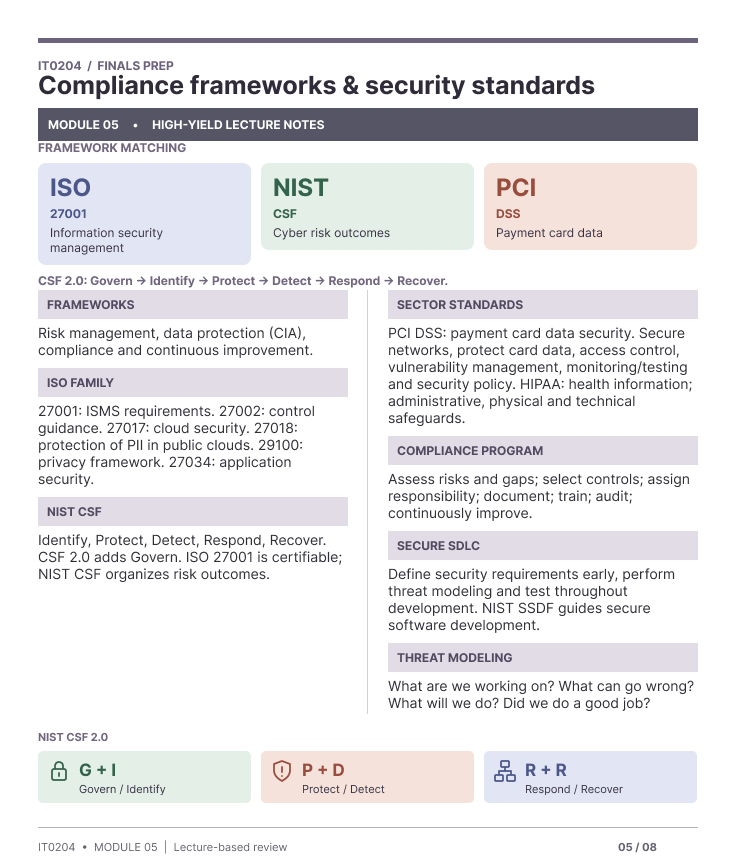 IT0204 / FINALS PREP
Compliance frameworks & security standards
MODULE 05 • HIGH-YIELD LECTURE NOTES
FRAMEWORK MATCHING
ISO
27001
Information security
management
NIST
CSF
Cyber risk outcomes
PCI
DSS
Payment card data
CSF 2.0: Govern → Identify → Protect → Detect → Respond → Recover.
FRAMEWORKS
Risk management, data protection (CIA),
compliance and continuous improvement.
ISO FAMILY
27001: ISMS requirements. 27002: control
guidance. 27017: cloud security. 27018:
protection of PII in public clouds. 29100:
privacy framework. 27034: application
security.
NIST CSF
Identify, Protect, Detect, Respond, Recover.
CSF 2.0 adds Govern. ISO 27001 is certifiable;
NIST CSF organizes risk outcomes.
SECTOR STANDARDS
PCI DSS: payment card data security. Secure
networks, protect card data, access control,
vulnerability management, monitoring/testing
and security policy. HIPAA: health information;
administrative, physical and technical
safeguards.
COMPLIANCE PROGRAM
Assess risks and gaps; select controls; assign
responsibility; document; train; audit;
continuously improve.
SECURE SDLC
Define security requirements early, perform
threat modeling and test throughout
development. NIST SSDF guides secure
software development.
THREAT MODELING
What are we working on? What can go wrong?
What will we do? Did we do a good job?
NIST CSF 2.0
G + I
Govern / Identify
P + D
Protect / Detect
R + R
Respond / Recover
IT0204 • MODULE 05 | Lecture-based review
05 / 08